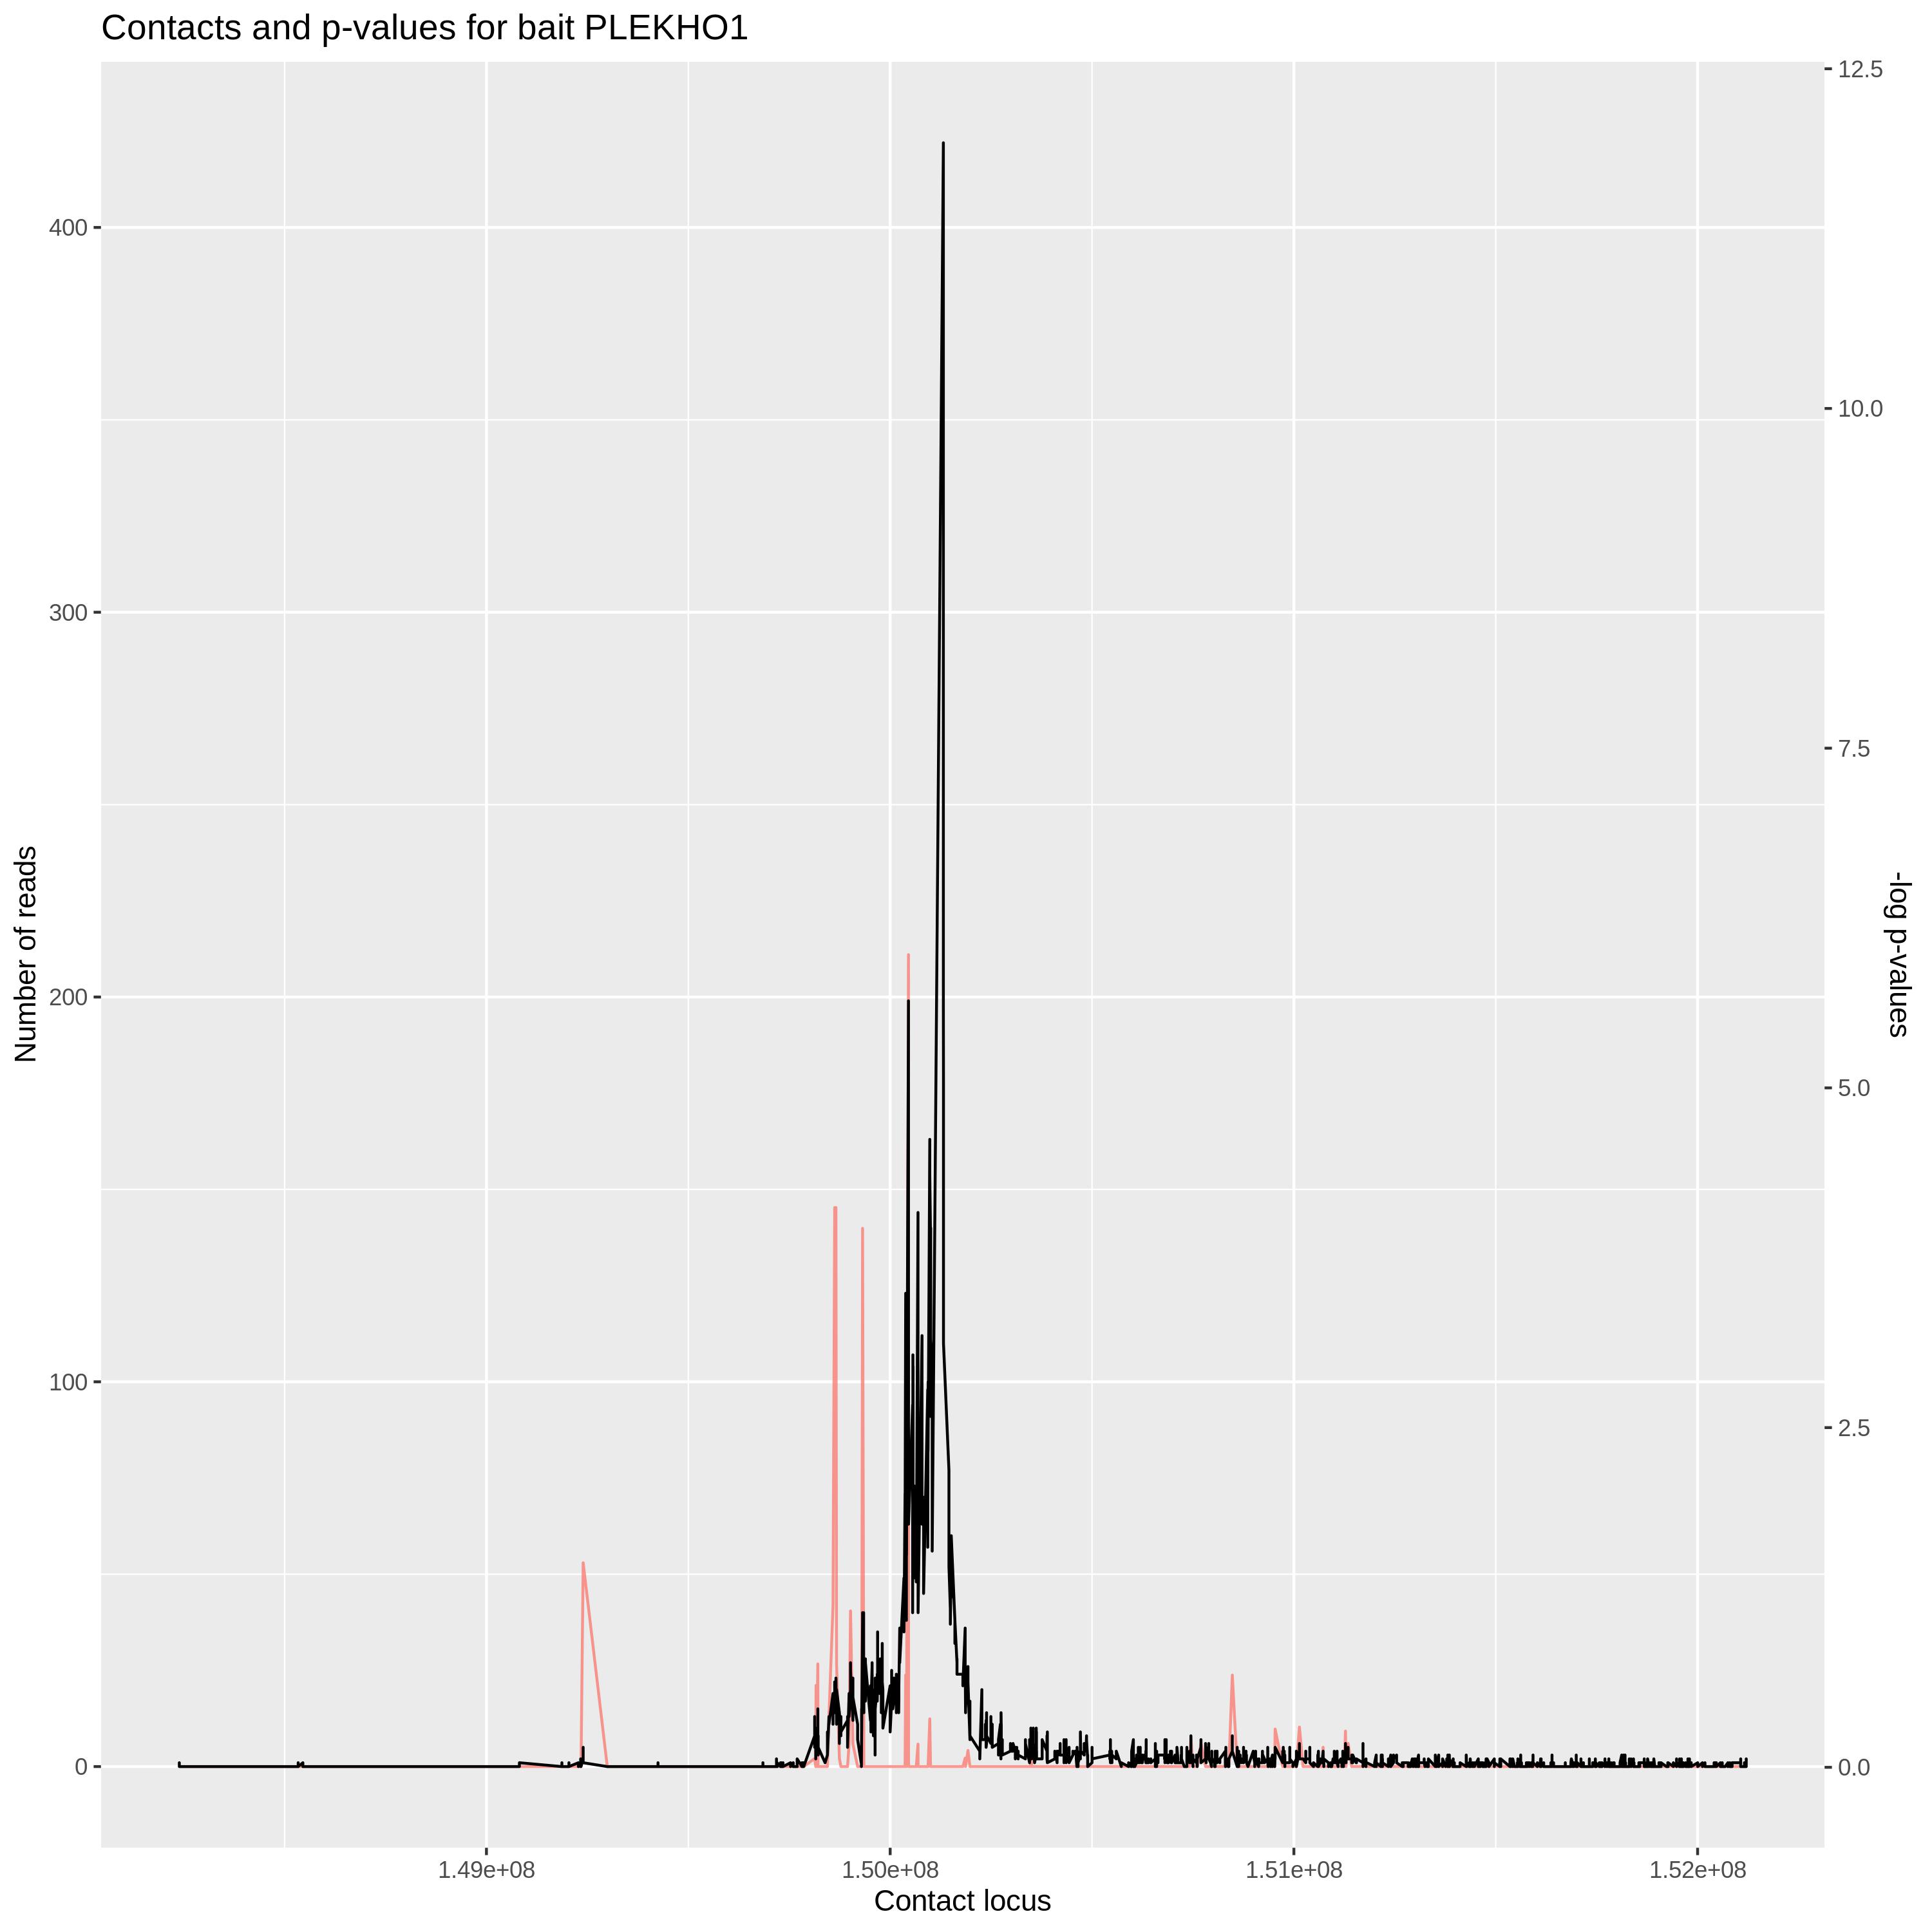 Contacts and p-values for bait PLEKHO1
Number of reads
400
300
200
100
0
12.5
10.0
7.5
5.0
2.5
0.0
-log p-values
1.49e+08
1.50e+08
1.51e+08
1.52e+08
Contact locus